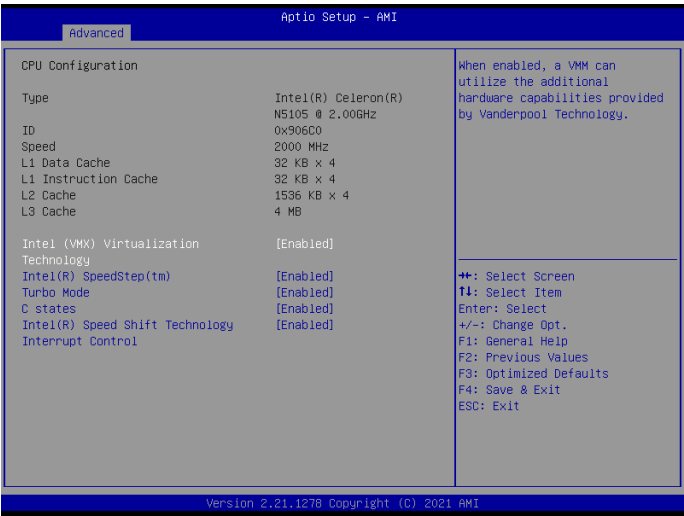 Aptio Setup – AMI
Advanced
CPU Configuration
Type Intel(R) Celeron(R)
N5105 @ 2.00GHz
ID 0x906C0
Speed 2000 MHz
L1 Data Cache 32 KB x 4
L1 Instruction Cache 32 KB x 4
L2 Cache 1536 KB x 4
L3 Cache 4 MB
Intel (VMX) Virtualization [Enabled]
Technology
Intel(R) SpeedStep(tm) [Enabled]
Turbo Mode [Enabled]
C states [Enabled]
Intel(R) Speed Shift Technology [Enabled]
Interrupt Control
When enabled, a VMM can
utilize the additional
hardware capabilities provided
by Vanderpool Technology.
→←: Select Screen
↑↓: Select Item
Enter: Select
+/-: Change Opt.
F1: General Help
F2: Previous Values
F3: Optimized Defaults
F4: Save & Exit
ESC: Exit
Version 2.21.1278 Copyright (C) 2021 AMI